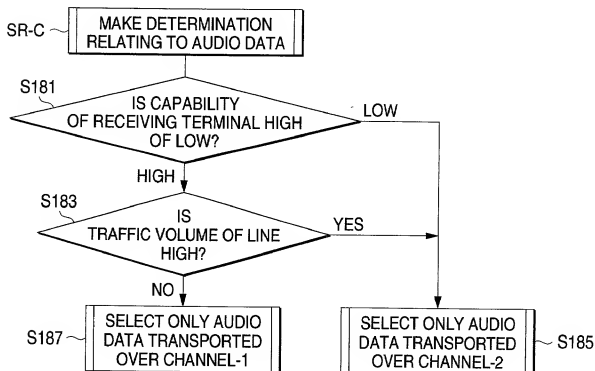 SR-C
MAKE DETERMINATION
RELATING TO AUDIO DATA
S181
IS CAPABILITY
OF RECEIVING TERMINAL HIGH
OF LOW?
LOW
HIGH
S183
IS
TRAFFIC VOLUME OF LINE
HIGH?
YES
NO
S187
SELECT ONLY AUDIO
DATA TRANSPORTED
OVER CHANNEL-1
SELECT ONLY AUDIO
DATA TRANSPORTED
OVER CHANNEL-2
S185